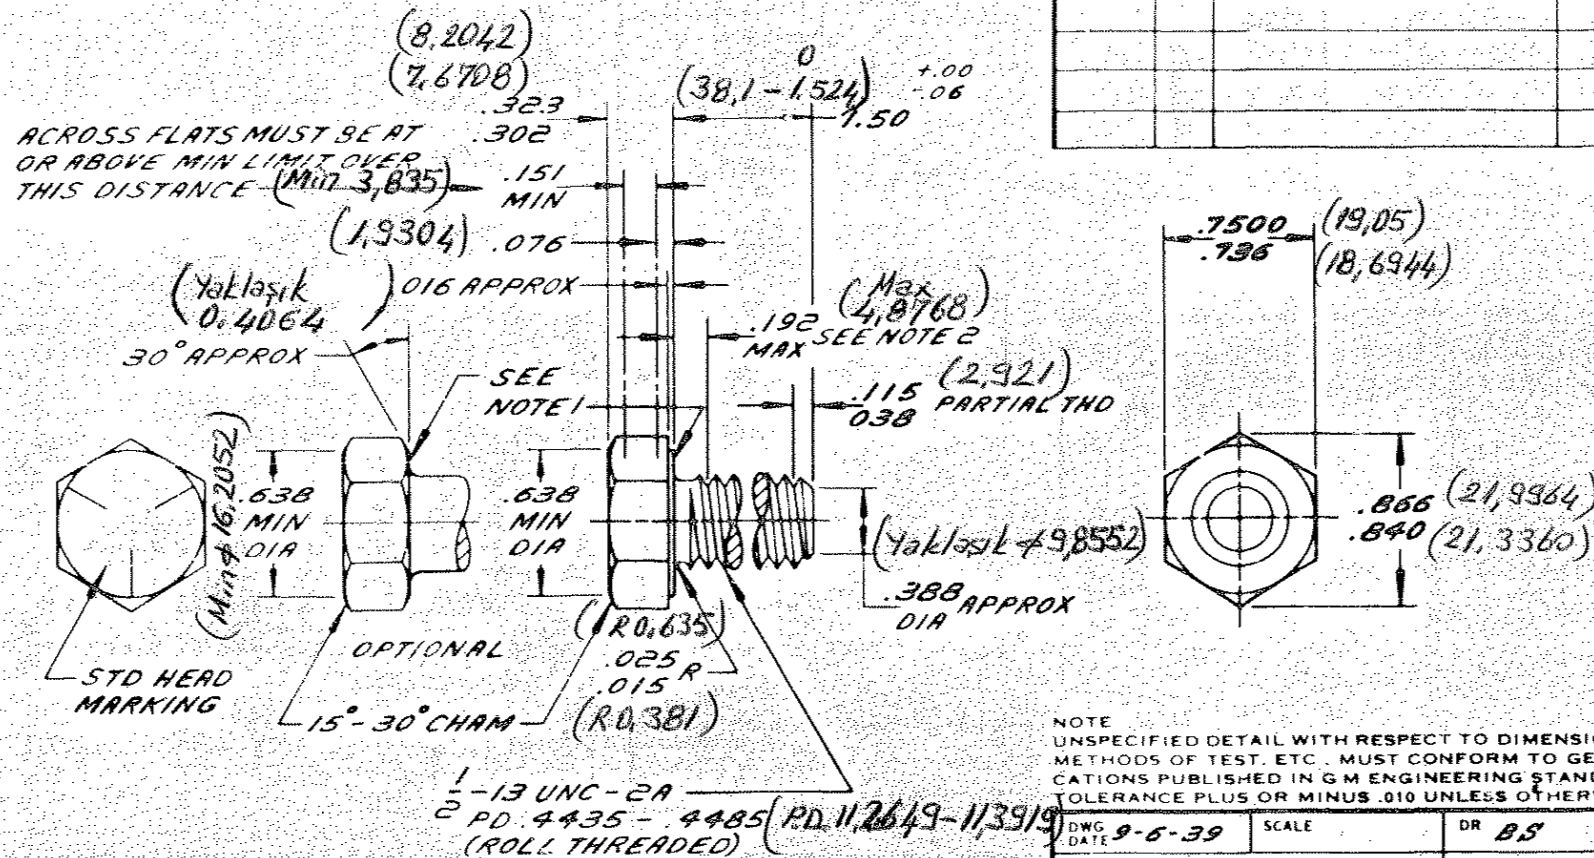 (8,2042)
(7,6708)
.323
.302
0
(38,1-1.524)
+.00
-.06
1.50
ACROSS FLATS MUST BE AT
OR ABOVE MIN LIMIT OVER
THIS DISTANCE (Min 3,835)
.151
MIN
(1,9304) .076
(Yaklaşık
0.4064)
.016 APPROX
30° APPROX
SEE
NOTE 1
.192
MAX
(Max
4,8768)
SEE NOTE 2
.115
.038
(2,921)
PARTIAL THD
.7500
.736
(19,05)
(18,6944)
(Min ϕ 16,2052)
.638
MIN
DIA
.638
MIN
DIA
(Yaklaşık ϕ 9,8552)
.388 APPROX
DIA
.866 (21,9964)
.840 (21,3360)
OPTIONAL
(R0,635)
.025 R
.015
(R0,381)
STD HEAD
MARKING
15°-30° CHAM
1/2 -13 UNC-2A
PD .4435 - .4485 (PD 11,2649-11,3919)
(ROLL THREADED)
NOTE
UNSPECIFIED DETAIL WITH RESPECT TO DIMENSI
METHODS OF TEST. ETC. MUST CONFORM TO GE
CATIONS PUBLISHED IN G M ENGINEERING STAN
TOLERANCE PLUS OR MINUS .010 UNLESS OTHER
DWG
DATE 9-6-39
SCALE
DR BS